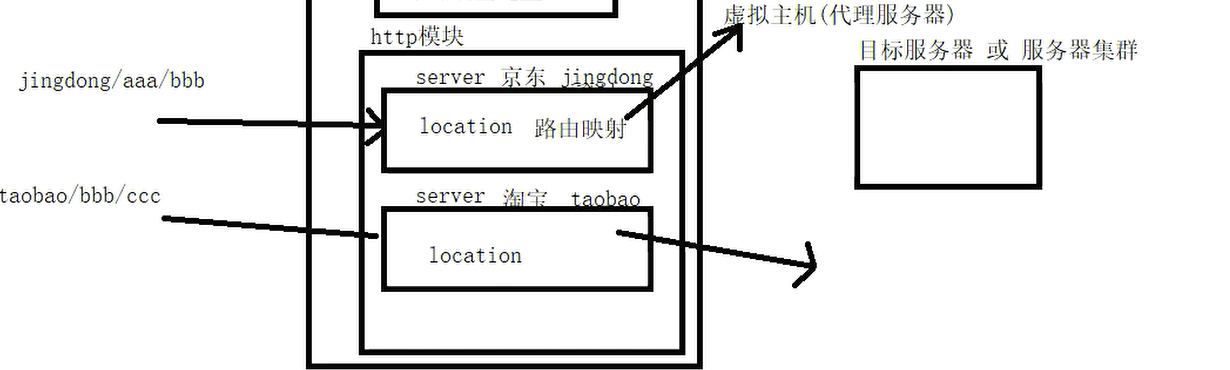 虚拟主机(代理服务器)
http模块
目标服务器 或 服务器集群
server 京东 jingdong
jingdong/aaa/bbb
location 路由映射
taobao/bbb/ccc
server 淘宝 taobao
location